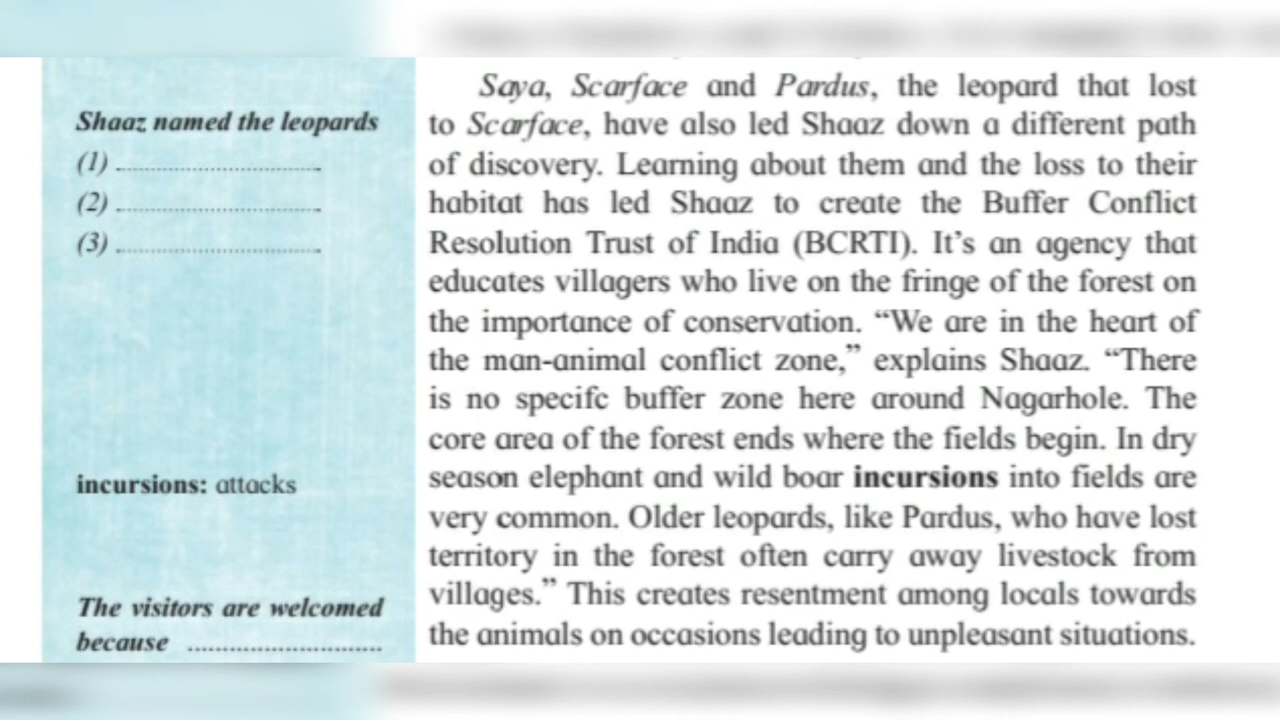 Shaaz named the leopards
(1) ..............................
(2) ..............................
(3) ..............................
incursions: attacks
The visitors are welcomed
because ............................
Saya, Scarface and Pardus, the leopard that lost
to Scarface, have also led Shaaz down a different path
of discovery. Learning about them and the loss to their
habitat has led Shaaz to create the Buffer Conflict
Resolution Trust of India (BCRTI). It's an agency that
educates villagers who live on the fringe of the forest on
the importance of conservation. “We are in the heart of
the man-animal conflict zone,” explains Shaaz. “There
is no specifc buffer zone here around Nagarhole. The
core area of the forest ends where the fields begin. In dry
season elephant and wild boar incursions into fields are
very common. Older leopards, like Pardus, who have lost
territory in the forest often carry away livestock from
villages.” This creates resentment among locals towards
the animals on occasions leading to unpleasant situations.